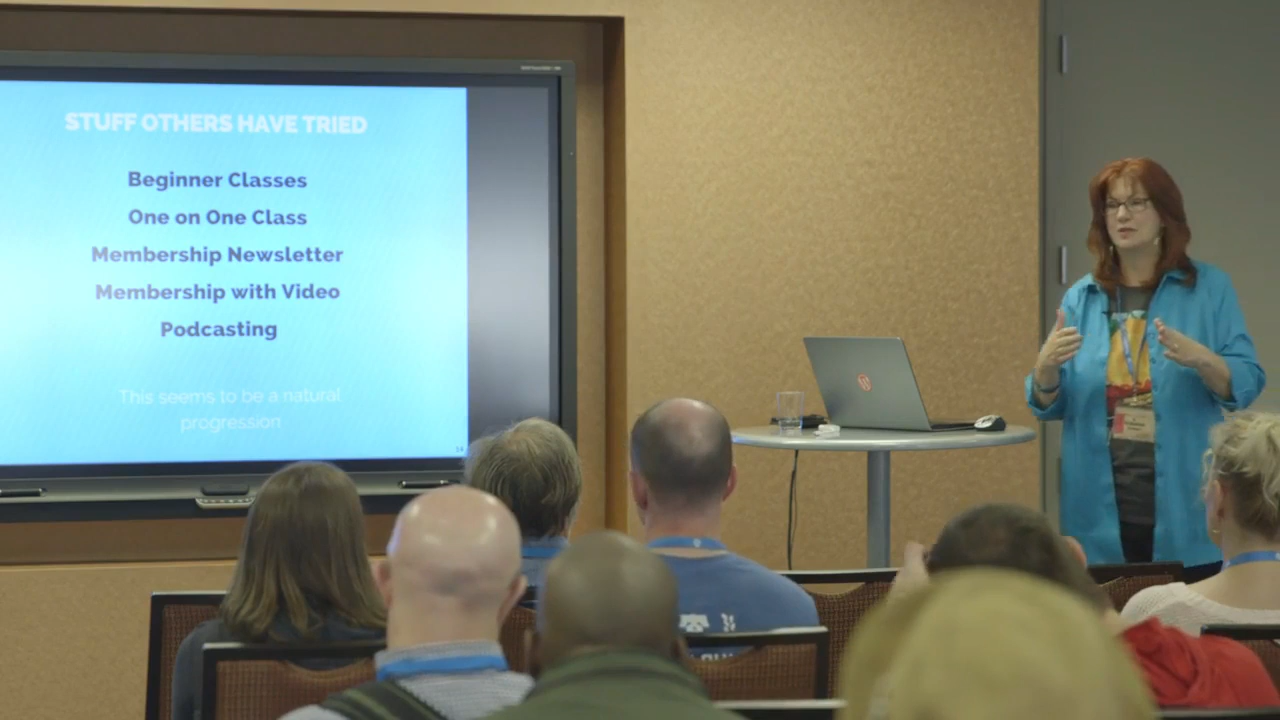 STUFF OTHERS HAVE TRIED
Beginner Classes
One on One Class
Membership Newsletter
Membership with Video
Podcasting
This seems to be a natural
progression